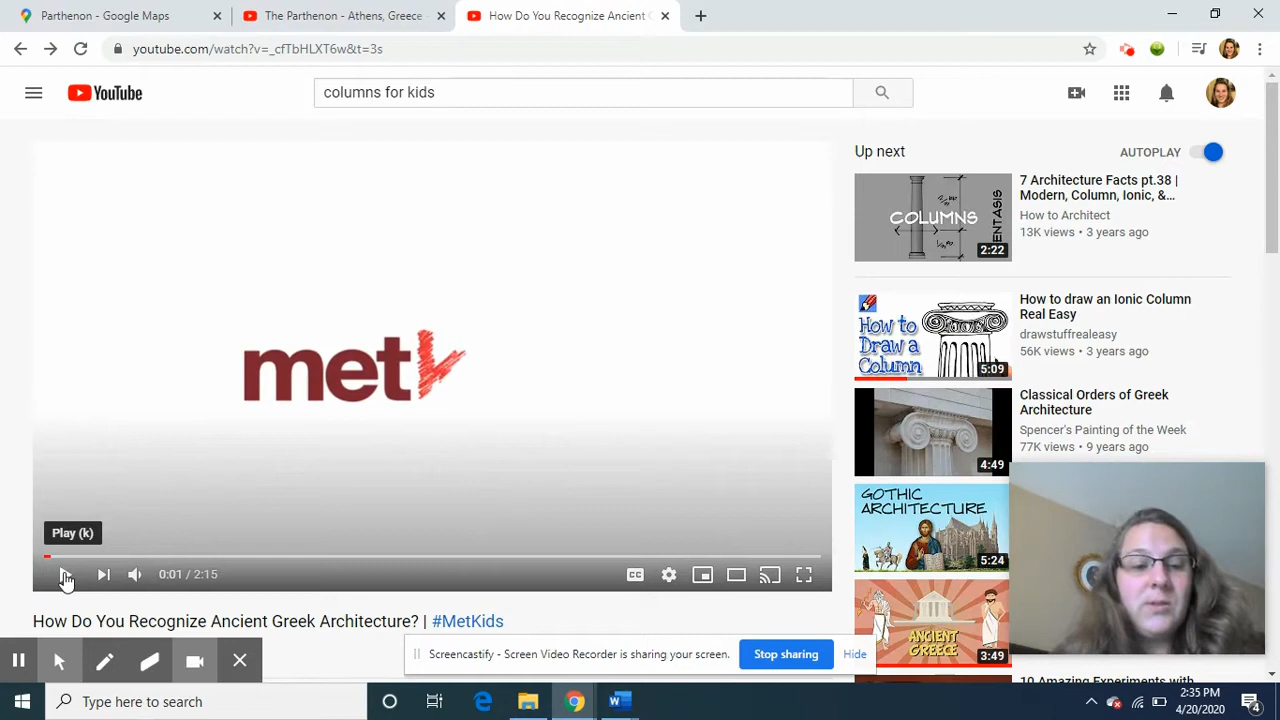 Parthenon - Google Maps
The Parthenon - Athens, Greece -
How Do You Recognize Ancient G
youtube.com/watch?v=_cfTbHLXT6w&t=3s
YouTube
columns for kids
met
Play (k)
0:01 / 2:15
CC
How Do You Recognize Ancient Greek Architecture? | #MetKids
Up next
AUTOPLAY
COLUMNS
ENTASIS
2:22
7 Architecture Facts pt.38 |
Modern, Column, Ionic, &...
How to Architect
13K views • 3 years ago
How to
Draw a
Column
5:09
How to draw an Ionic Column
Real Easy
drawstuffrealeasy
56K views • 3 years ago
4:49
Classical Orders of Greek
Architecture
Spencer's Painting of the Week
77K views • 9 years ago
GOTHIC
ARCHITECTURE
5:24
ANCIENT
GREECE
3:49
10 Amazing Experiments with
Screencastify - Screen Video Recorder is sharing your screen.
Stop sharing
Hide
Type here to search
2:35 PM
4/20/2020
4